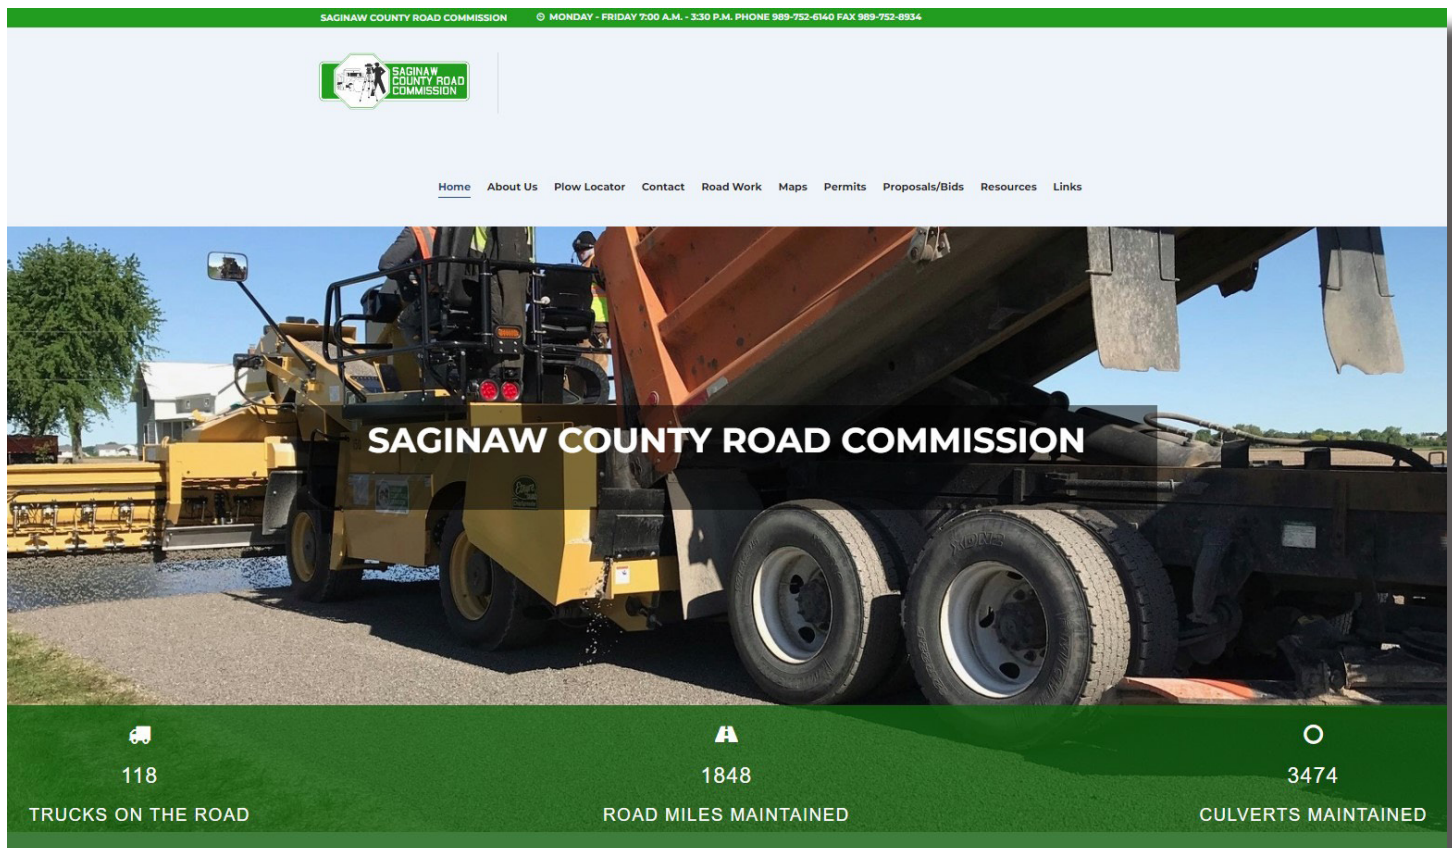 SAGINAW COUNTY ROAD COMMISSION MONDAY - FRIDAY 7:00 A.M. - 3:30 P.M. PHONE 989-752-6140 FAX 989-752-8934
SAGINAW
COUNTY ROAD
COMMISSION
Home About Us Plow Locator Contact Road Work Maps Permits Proposals/Bids Resources Links
SAGINAW COUNTY ROAD COMMISSION
118
TRUCKS ON THE ROAD
1848
ROAD MILES MAINTAINED
3474
CULVERTS MAINTAINED